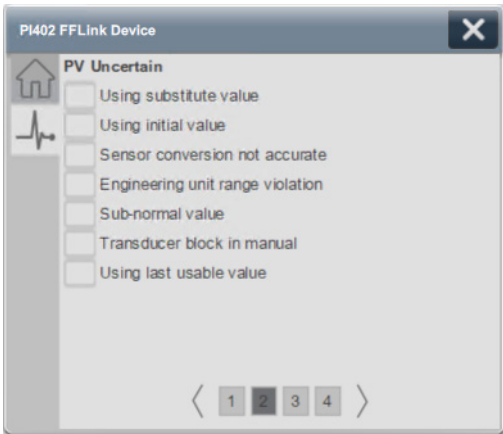 PI402 FFLink Device
PV Uncertain
Using substitute value
Using initial value
Sensor conversion not accurate
Engineering unit range violation
Sub-normal value
Transducer block in manual
Using last usable value
1 2 3 4